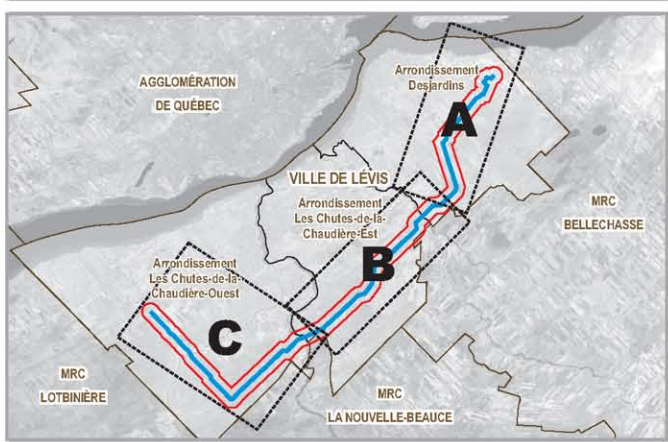 AGGLOMÉRATION
DE QUÉBEC
Arrondissement
Desjardins
A
VILLE DE LÉVIS
Arrondissement
Les Chutes-de-la-
Chaudière-Est
MRC
BELLECHASSE
B
Arrondissement
Les Chutes-de-la-
Chaudière-Ouest
C
MRC
LOTBINIÈRE
MRC
LA NOUVELLE-BEAUCE